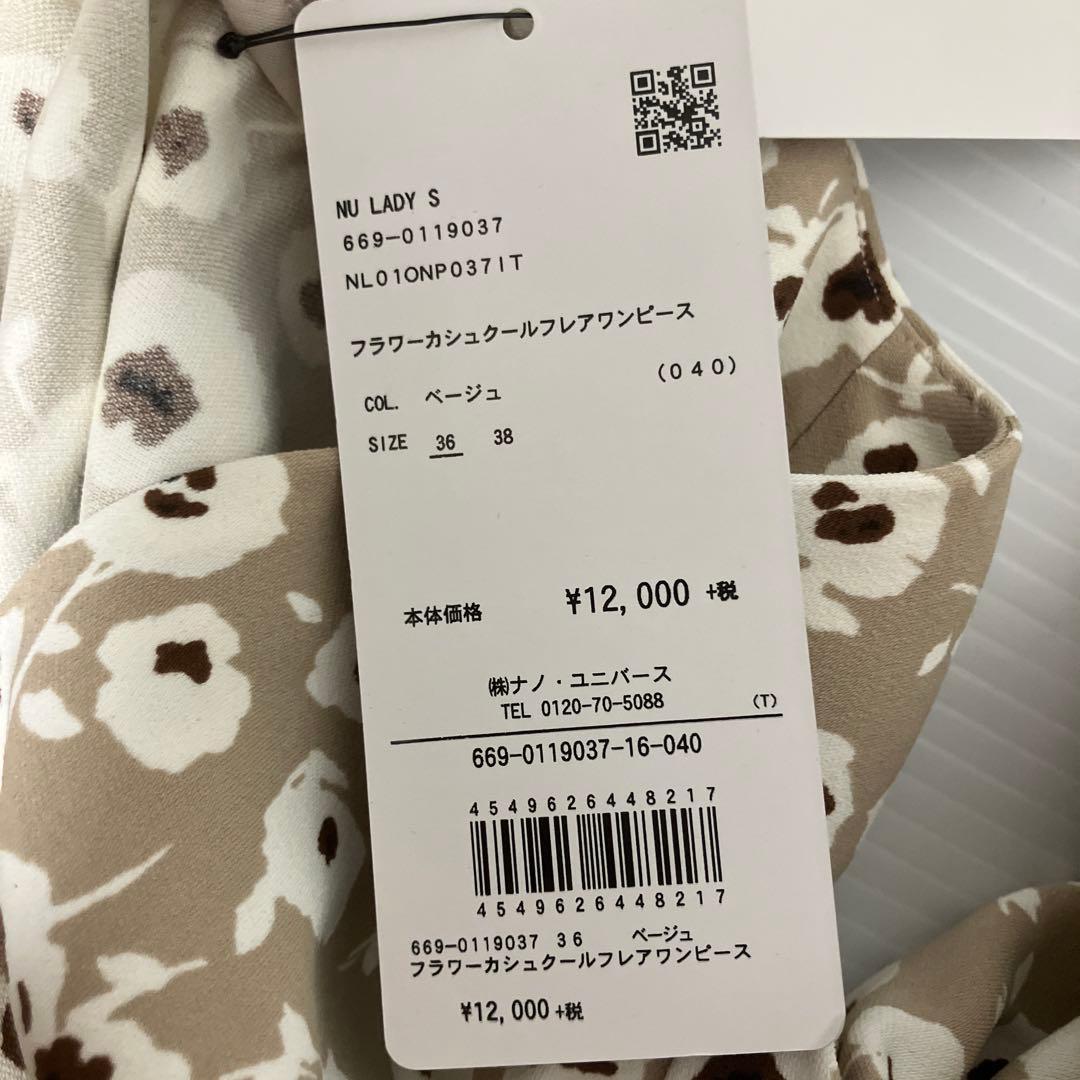 NU LADY S
669-0119037
NL01ONP037IT
フラワーカシュクールフレアワンピース
(040)
COL. ベージュ
SIZE 36 38
本体価格 ¥12,000 +税
㈱ナノ・ユニバース
TEL 0120-70-5088 (T)
669-0119037-16-040
4549626448217
4549626448217
669-0119037 36 ベージュ
フラワーカシュクールフレアワンピース
¥12,000+税